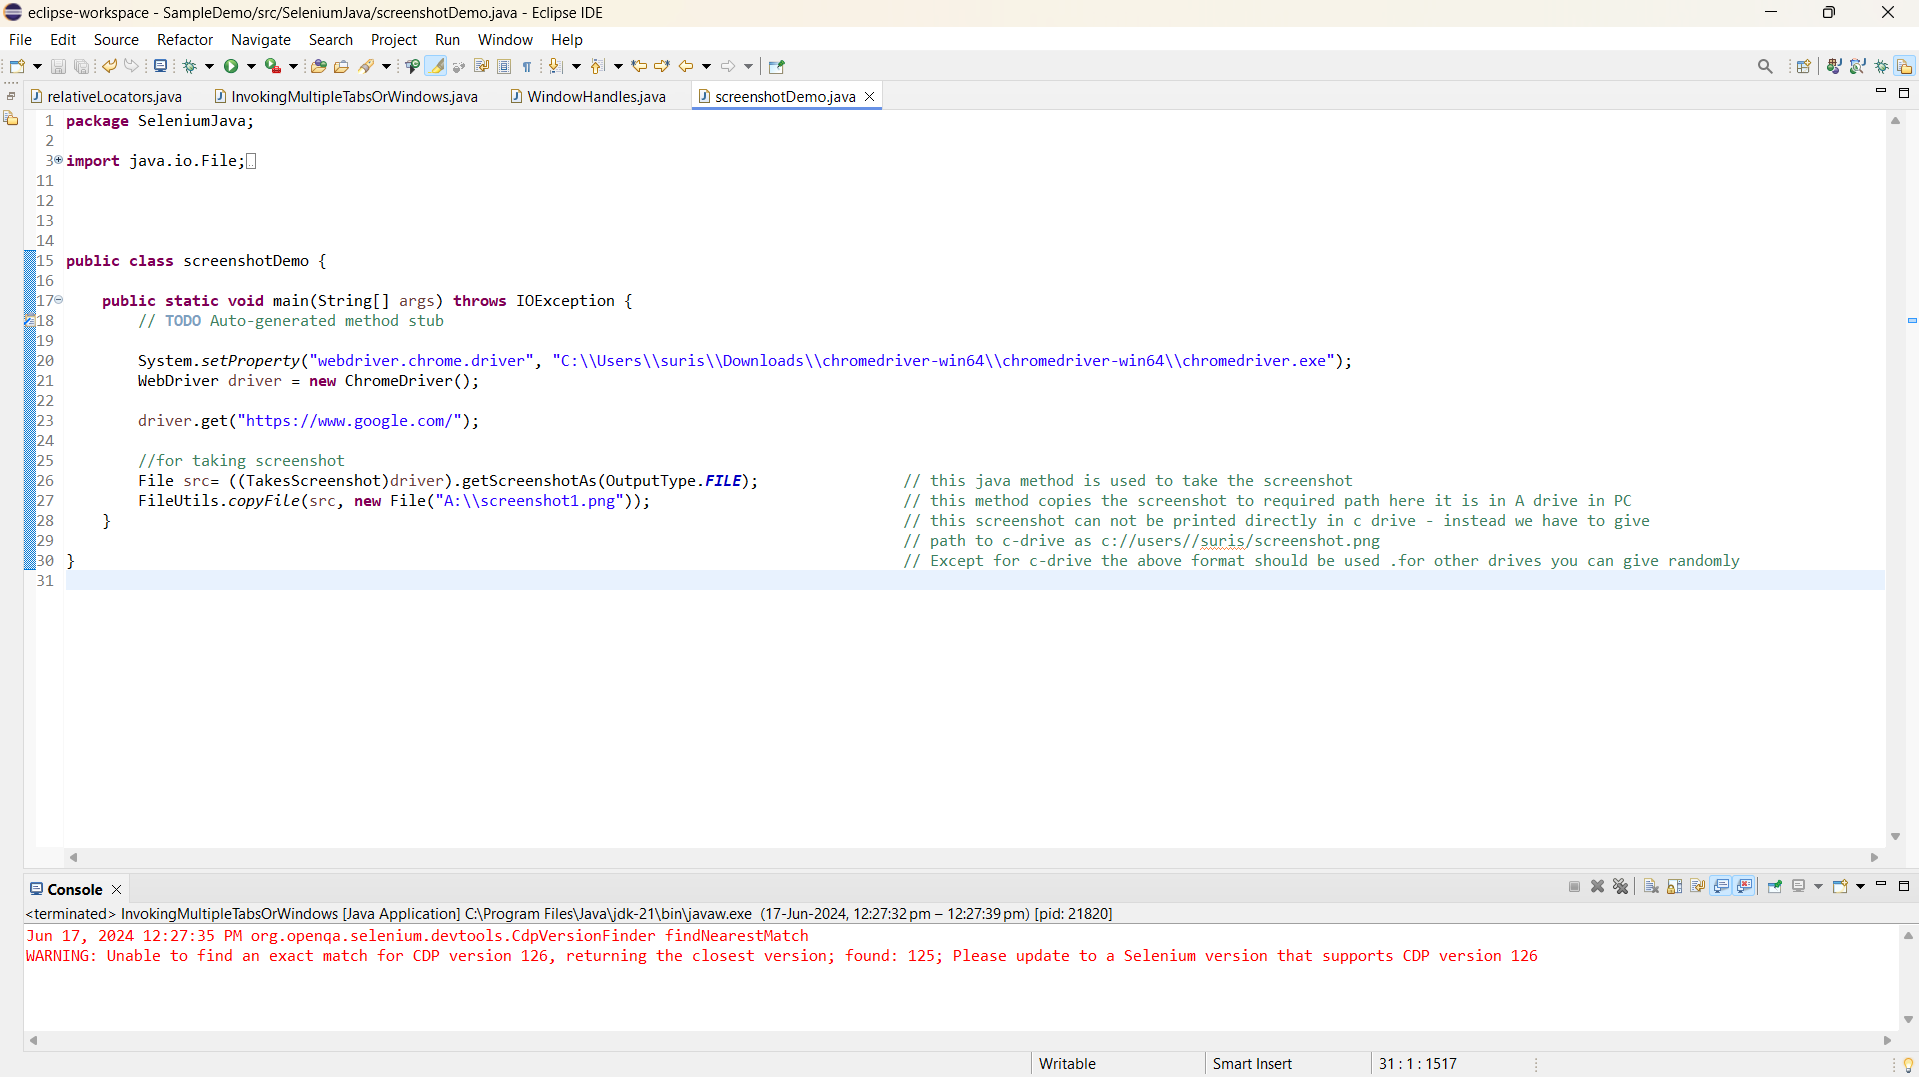 eclipse-workspace - SampleDemo/src/SeleniumJava/screenshotDemo.java - Eclipse IDE
File Edit Source Refactor Navigate Search Project Run Window Help
relativeLocators.java InvokingMultipleTabsOrWindows.java WindowHandles.java screenshotDemo.java
1 package SeleniumJava;
2
3 import java.io.File;
11
12
13
14
15 public class screenshotDemo {
16
17 public static void main(String[] args) throws IOException {
18 // TODO Auto-generated method stub
19
20 System.setProperty("webdriver.chrome.driver", "C:\\Users\\suris\\Downloads\\chromedriver-win64\\chromedriver-win64\\chromedriver.exe");
21 WebDriver driver = new ChromeDriver();
22
23 driver.get("https://www.google.com/");
24
25 //for taking screenshot
26 File src= ((TakesScreenshot)driver).getScreenshotAs(OutputType.FILE); // this java method is used to take the screenshot
27 FileUtils.copyFile(src, new File("A:\\screenshot1.png")); // this method copies the screenshot to required path here it is in A drive in PC
28 } // this screenshot can not be printed directly in c drive - instead we have to give
29 // path to c-drive as c://users//suris/screenshot.png
30 } // Except for c-drive the above format should be used .for other drives you can give randomly
31
Console
<terminated> InvokingMultipleTabsOrWindows [Java Application] C:\Program Files\Java\jdk-21\bin\javaw.exe (17-Jun-2024, 12:27:32 pm – 12:27:39 pm) [pid: 21820]
Jun 17, 2024 12:27:35 PM org.openqa.selenium.devtools.CdpVersionFinder findNearestMatch
WARNING: Unable to find an exact match for CDP version 126, returning the closest version; found: 125; Please update to a Selenium version that supports CDP version 126
Writable Smart Insert 31 : 1 : 1517